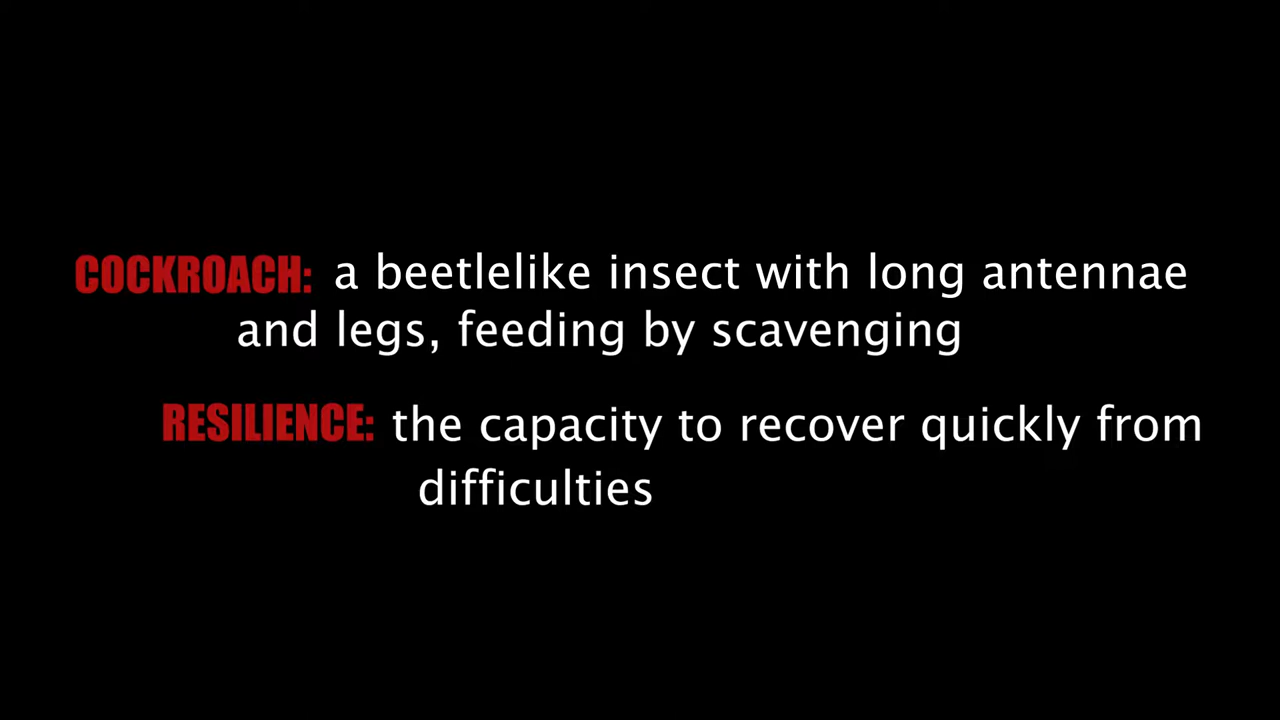 COCKROACH: a beetlelike insect with long antennae
and legs, feeding by scavenging
RESILIENCE: the capacity to recover quickly from
difficulties